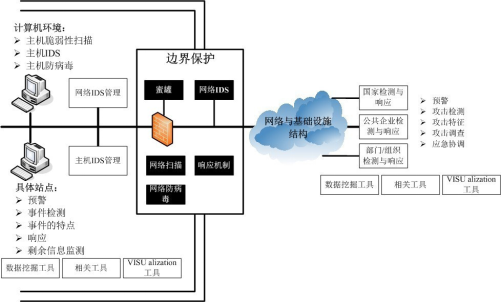 计算机环境：
➢ 主机脆弱性扫描
➢ 主机IDS
➢ 主机防病毒
网络IDS管理
主机IDS管理
具体站点：
➢ 预警
➢ 事件检测
➢ 事件的特点
➢ 响应
➢ 剩余信息监测
数据挖掘工具
相关工具
VISU alization
工具
边界保护
蜜罐
网络IDS
网络扫描
响应机制
网络防病
毒
网络与基础设施
结构
国家检测与
响应
公共企业检
测与响应
部门/组织
检测与响应
➢ 预警
➢ 攻击检测
➢ 攻击特征
➢ 攻击调查
➢ 应急协调
数据挖掘工具
相关工具
VISU alization
工具